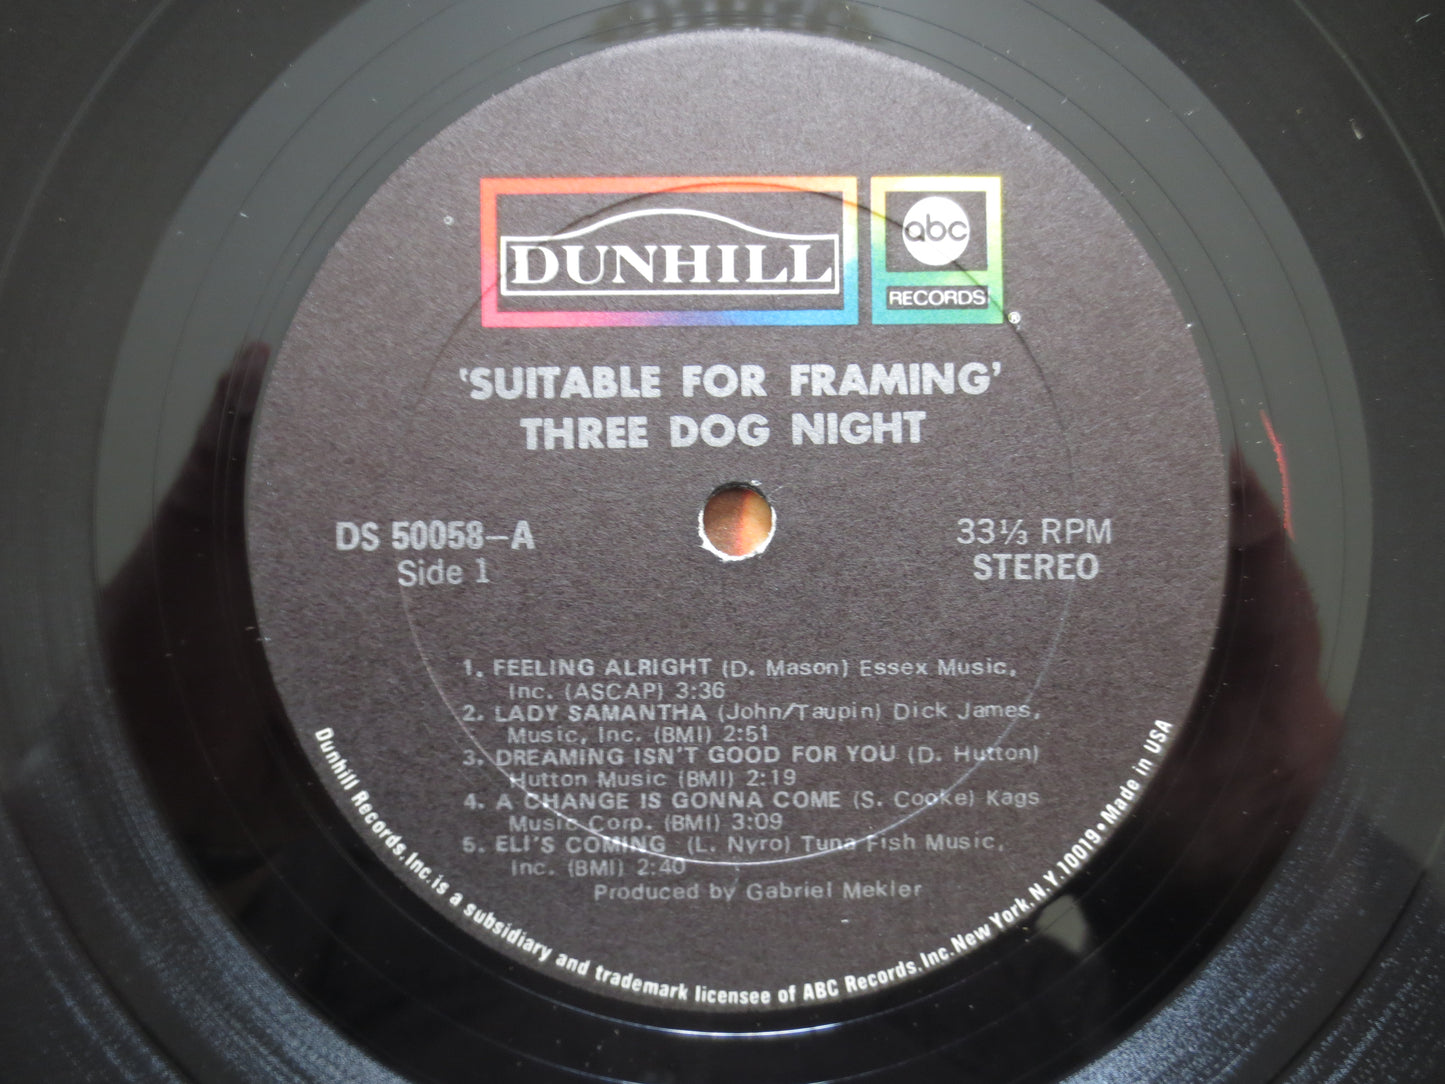 DUNHILL
abc
RECORDS
®
'SUITABLE FOR FRAMING'
THREE DOG NIGHT
DS 50058-A
Side 1
33⅓ RPM
STEREO
1. FEELING ALRIGHT (D. Mason) Essex Music,
Inc. (ASCAP) 3:36
2. LADY SAMANTHA (John/Taupin) Dick James,
Music, Inc. (BMI) 2:51
3. DREAMING ISN'T GOOD FOR YOU (D. Hutton)
Hutton Music (BMI) 2:19
4. A CHANGE IS GONNA COME (S. Cooke) Kags
Music Corp. (BMI) 3:09
5. ELI'S COMING (L. Nyro) Tuna Fish Music,
Inc. (BMI) 2:40
Produced by Gabriel Mekler
Dunhill Records, Inc. is a subsidiary and trademark licensee of ABC Records, Inc. New York, N.Y. 10019 • Made in USA